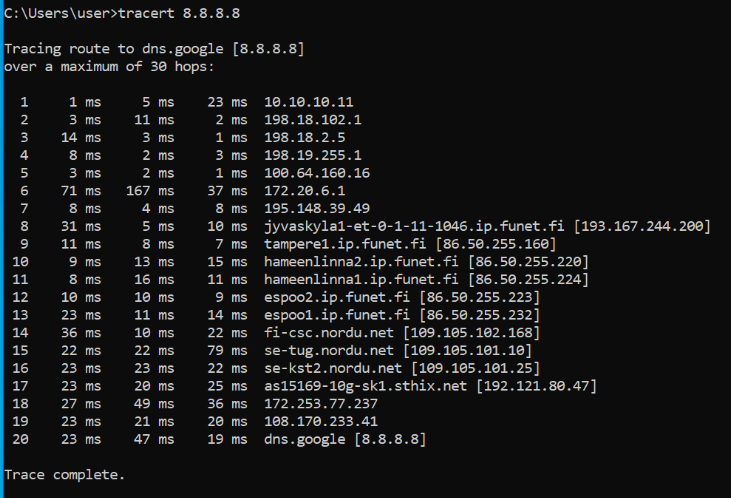 C:\Users\user>tracert 8.8.8.8
Tracing route to dns.google [8.8.8.8]
over a maximum of 30 hops:
1 1 ms 5 ms 23 ms 10.10.10.11
2 3 ms 11 ms 2 ms 198.18.102.1
3 14 ms 3 ms 1 ms 198.18.2.5
4 8 ms 2 ms 3 ms 198.19.255.1
5 3 ms 2 ms 1 ms 100.64.160.16
6 71 ms 167 ms 37 ms 172.20.6.1
7 8 ms 4 ms 8 ms 195.148.39.49
8 31 ms 5 ms 10 ms jyvaskyla1-et-0-1-11-1046.ip.funet.fi [193.167.244.200]
9 11 ms 8 ms 7 ms tampere1.ip.funet.fi [86.50.255.160]
10 9 ms 13 ms 15 ms hameenlinna2.ip.funet.fi [86.50.255.220]
11 8 ms 16 ms 11 ms hameenlinna1.ip.funet.fi [86.50.255.224]
12 10 ms 10 ms 9 ms espoo2.ip.funet.fi [86.50.255.223]
13 23 ms 11 ms 14 ms espoo1.ip.funet.fi [86.50.255.232]
14 36 ms 10 ms 22 ms fi-csc.nordu.net [109.105.102.168]
15 22 ms 22 ms 79 ms se-tug.nordu.net [109.105.101.10]
16 23 ms 23 ms 22 ms se-kst2.nordu.net [109.105.101.25]
17 23 ms 20 ms 25 ms as15169-10g-sk1.sthix.net [192.121.80.47]
18 27 ms 49 ms 36 ms 172.253.77.237
19 23 ms 21 ms 20 ms 108.170.233.41
20 23 ms 47 ms 19 ms dns.google [8.8.8.8]
Trace complete.